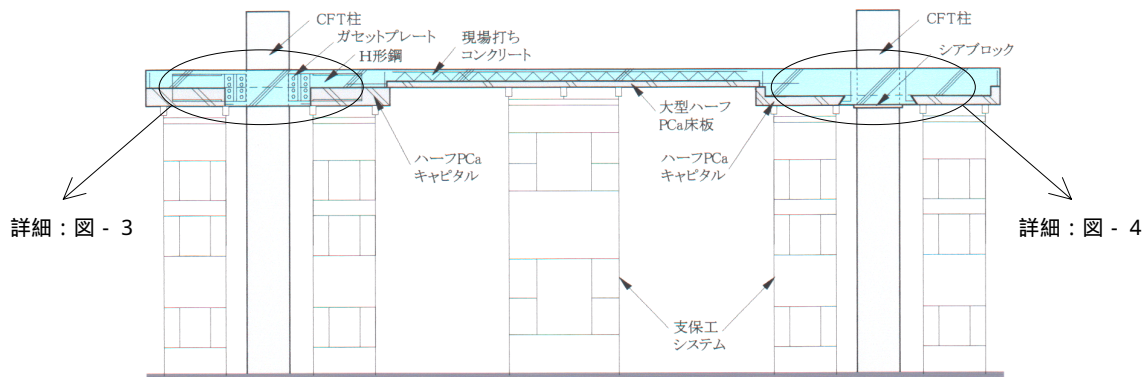 CFT柱
ガセットプレート
H形鋼
現場打ち
コンクリート
CFT柱
シアブロック
大型ハーフ
PCa床板
ハーフPCa
キャピタル
ハーフPCa
キャピタル
詳細：図 - 3
詳細：図 - 4
支保工
システム